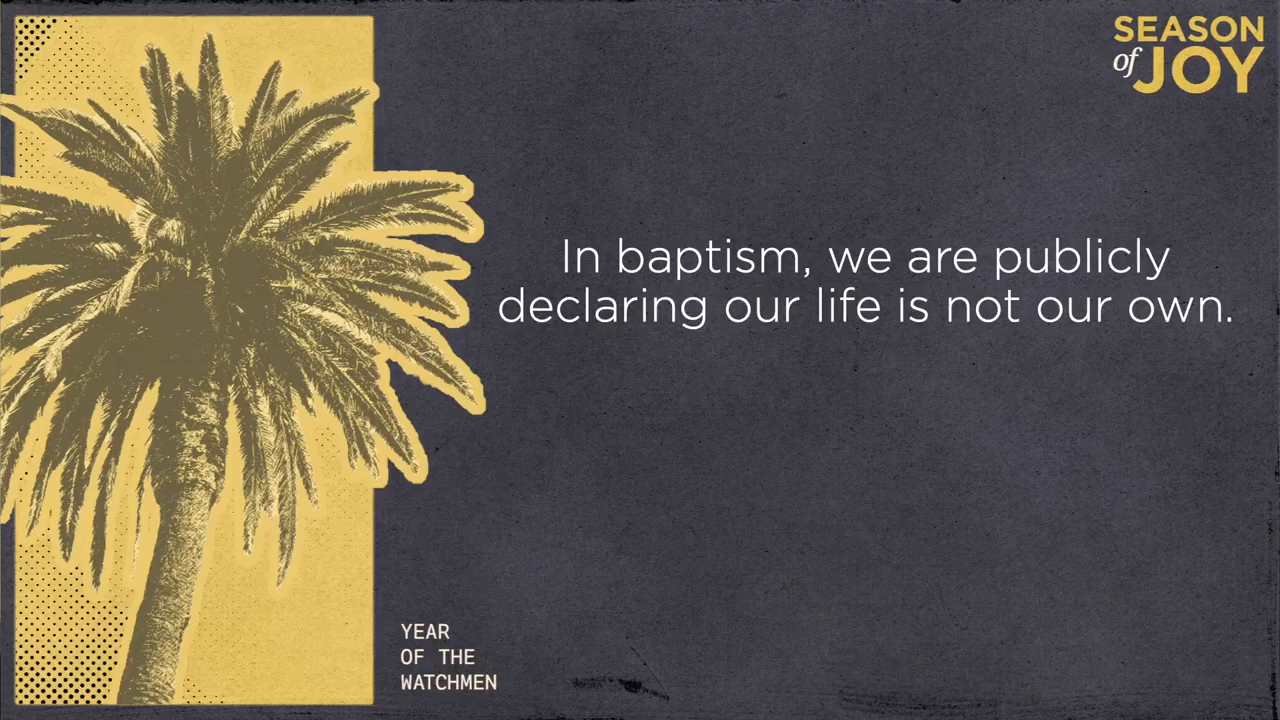 SEASON
of JOY
In baptism, we are publicly
declaring our life is not our own.
YEAR
OF THE
WATCHMEN